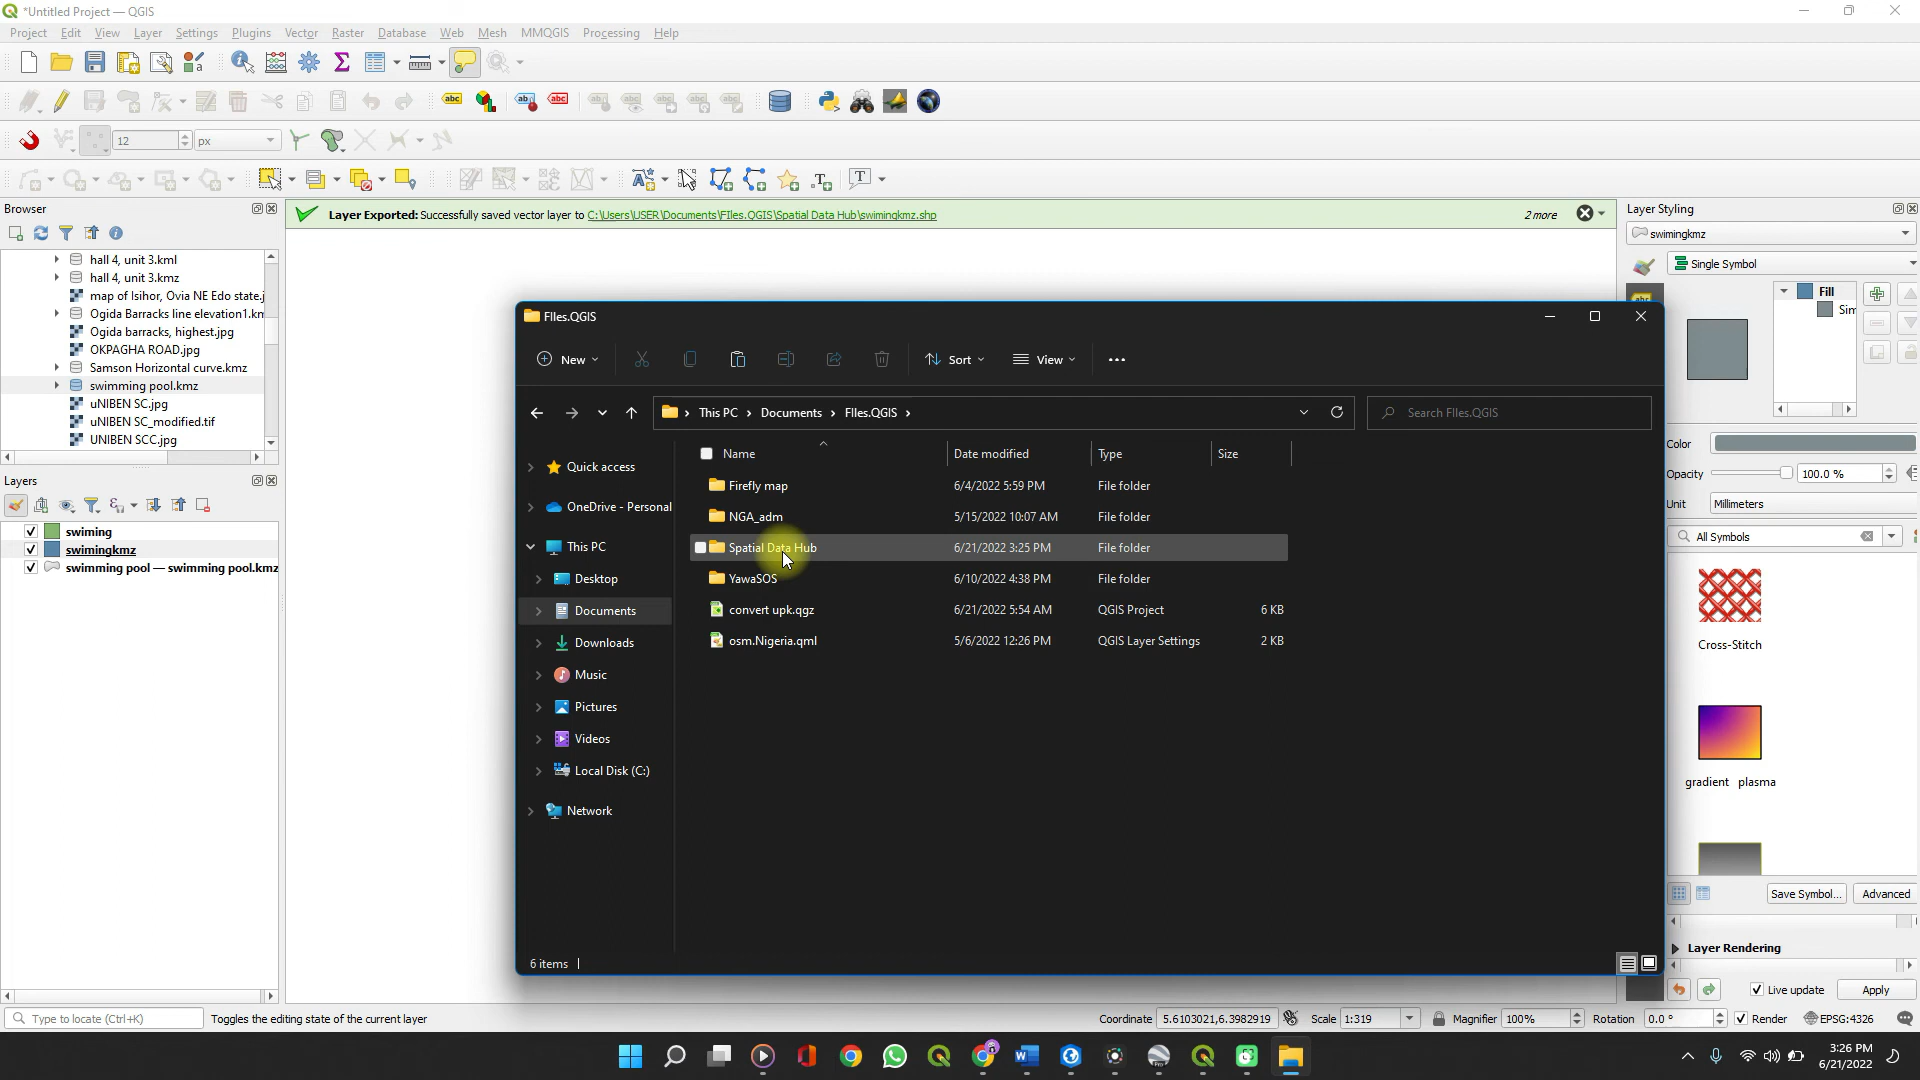 *Untitled Project — QGIS
Project Edit View Layer Settings Plugins Vector Raster Database Web Mesh MMQGIS Processing Help
12 px
Browser
Layer Exported: Successfully saved vector layer to C:\Users\USER\Documents\FIles.QGIS\Spatial Data Hub\swimingkmz.shp 2 more
hall 4, unit 3.kml
hall 4, unit 3.kmz
map of Isihor, Ovia NE Edo state.j
Ogida Barracks line elevation1.km
Ogida barracks, highest.jpg
OKPAGHA ROAD.jpg
Samson Horizontal curve.kmz
swimming pool.kmz
uNIBEN SC.jpg
uNIBEN SC_modified.tif
UNIBEN SCC.jpg
Layers
swiming
swimingkmz
swimming pool — swimming pool.kmz
FIles.QGIS
New Sort View
This PC > Documents > FIles.QGIS >
Search FIles.QGIS
Name Date modified Type Size
Quick access
OneDrive - Personal
This PC
Desktop
Documents
Downloads
Music
Pictures
Videos
Local Disk (C:)
Network
Firefly map 6/4/2022 5:59 PM File folder
NGA_adm 5/15/2022 10:07 AM File folder
Spatial Data Hub 6/21/2022 3:25 PM File folder
YawaSOS 6/10/2022 4:38 PM File folder
convert upk.qgz 6/21/2022 5:54 AM QGIS Project 6 KB
osm.Nigeria.qml 5/6/2022 12:26 PM QGIS Layer Settings 2 KB
6 items
Layer Styling
swimingkmz
Single Symbol
Fill
Sim
Color
Opacity 100.0 %
Unit Millimeters
All Symbols
Cross-Stitch
gradient plasma
Save Symbol... Advanced
Layer Rendering
Live update Apply
Type to locate (Ctrl+K) Toggles the editing state of the current layer
Coordinate 5.6103021,6.3982919 Scale 1:319 Magnifier 100% Rotation 0.0 ° Render EPSG:4326
3:26 PM
6/21/2022